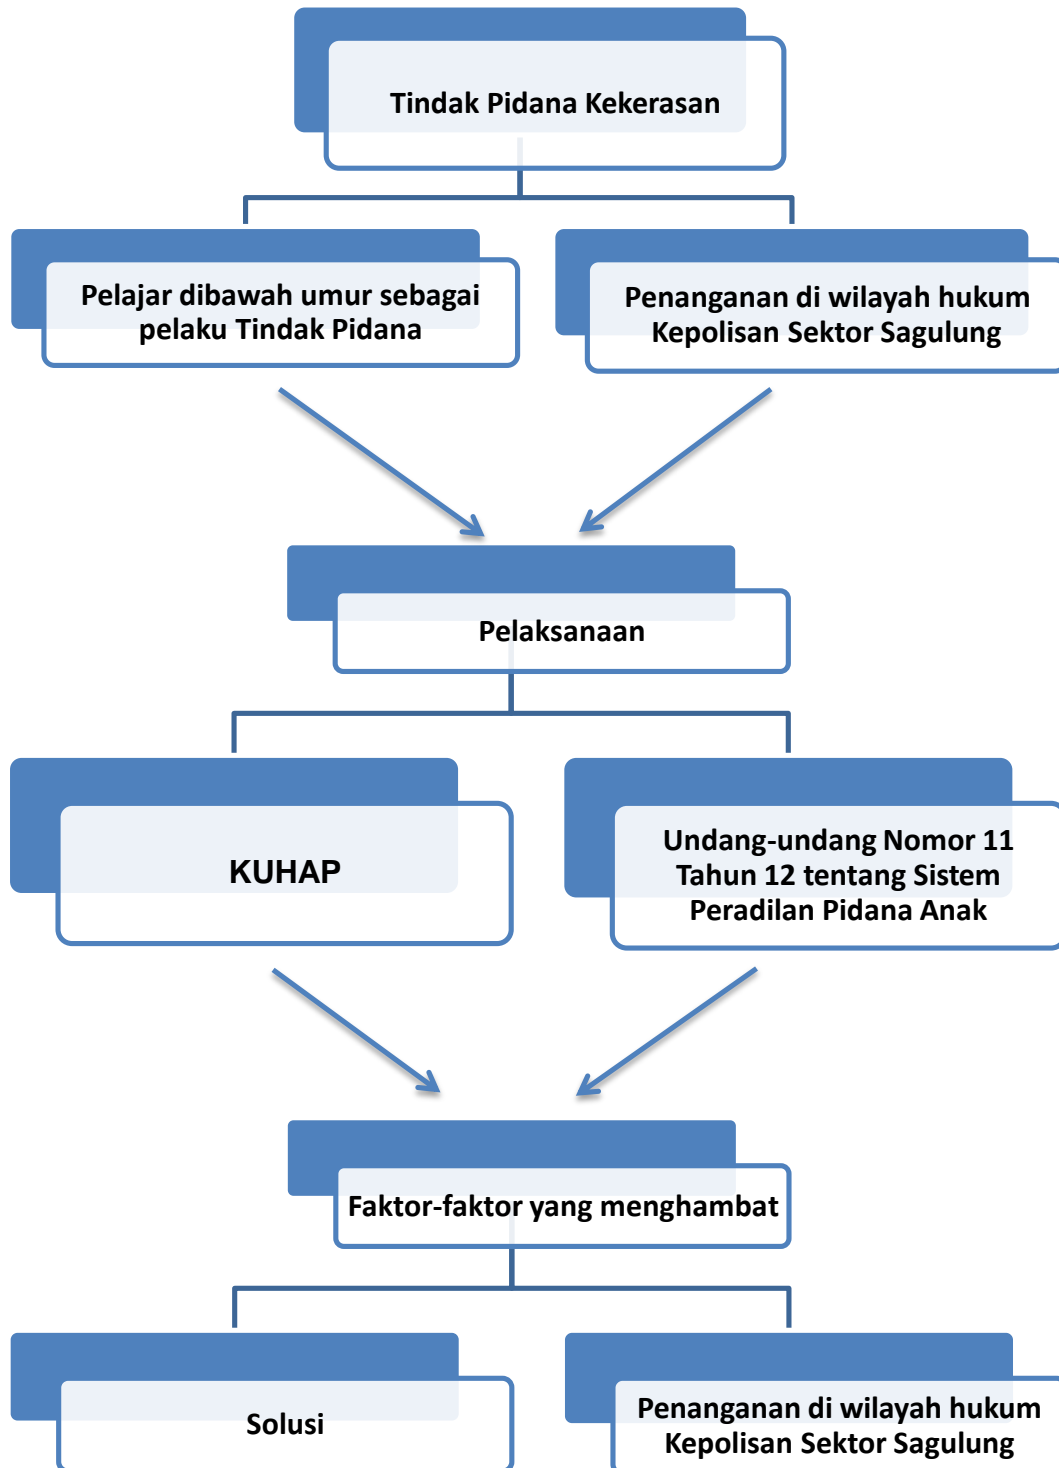 Tindak Pidana Kekerasan
Pelajar dibawah umur sebagai
pelaku Tindak Pidana
Penanganan di wilayah hukum
Kepolisan Sektor Sagulung
Pelaksanaan
KUHAP
Undang-undang Nomor 11
Tahun 12 tentang Sistem
Peradilan Pidana Anak
Faktor-faktor yang menghambat
Solusi
Penanganan di wilayah hukum
Kepolisan Sektor Sagulung